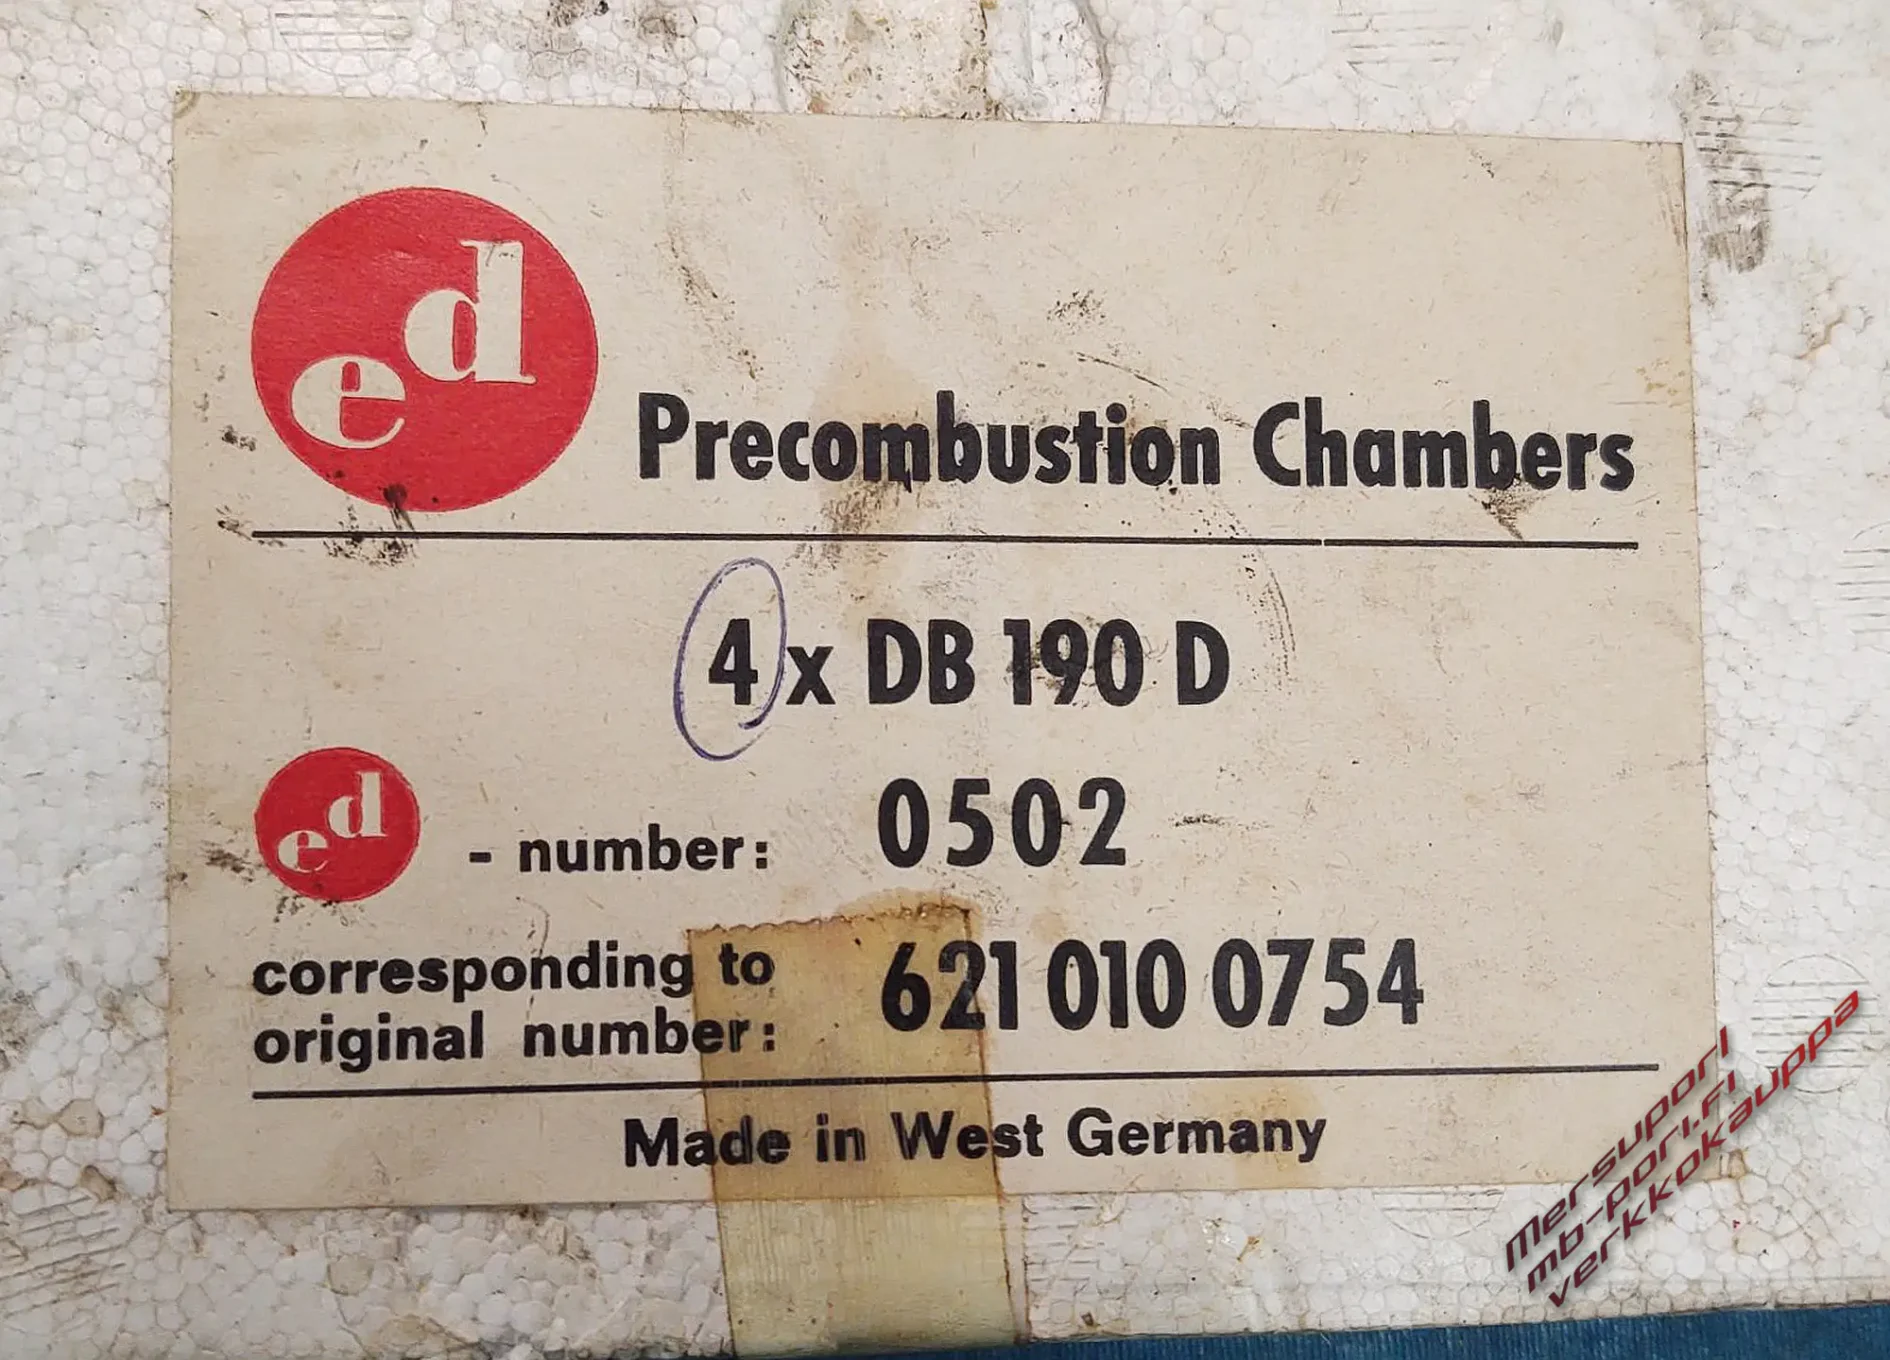 ed
Precombustion Chambers
4 x DB 190 D
ed - number: 0502
corresponding to
original number: 621 010 0754
Made in West Germany
Mersupori
mb-pori.fi
verkkokauppa